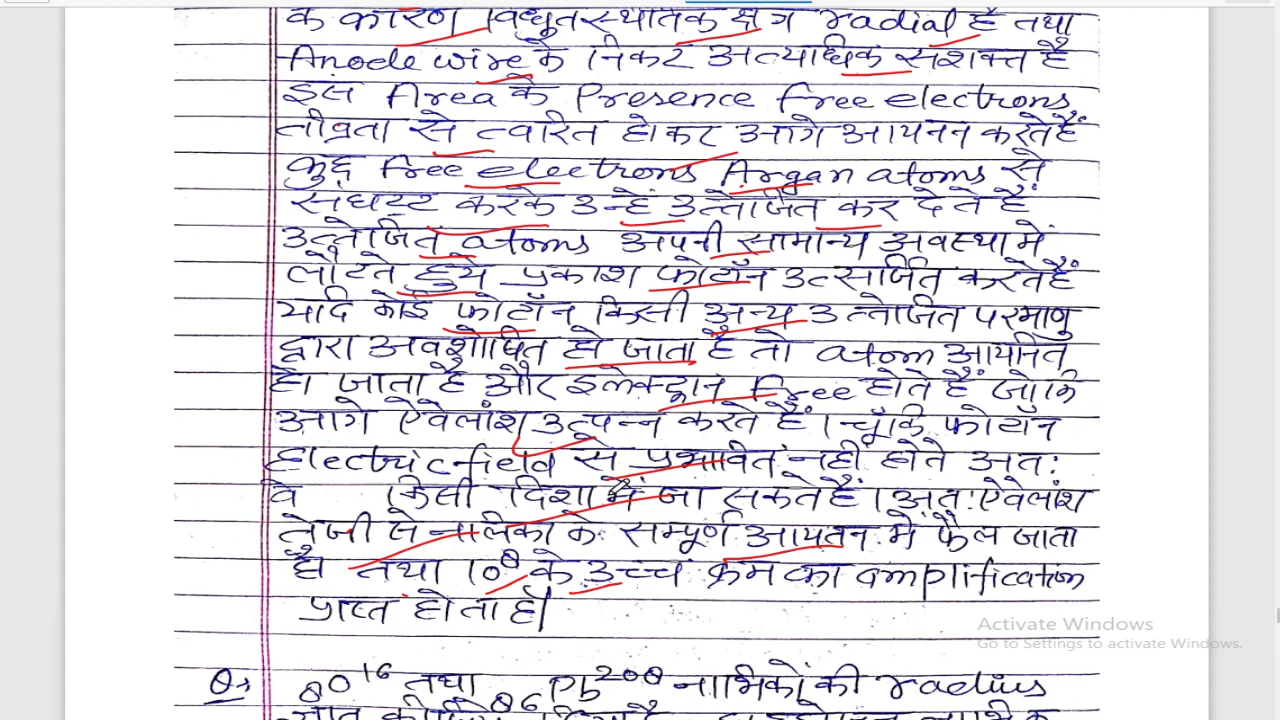 के कारण विधुतस्थैतिक क्षेत्र radial है तथा
Anode wire के निकट अत्याधिक सशक्त है
इस Area के Presence free electrons
तीव्रता से त्वरित होकर आगे आयनन करते हैं
कुछ free electrons Argan atoms से
संघट्ट करके उन्हें उत्तेजित कर देते हैं
उत्तेजित atoms अपनी सामान्य अवस्था में
लौटते हुये प्रकाश फोटॉन उत्सर्जित करते हैं
यदि कोई फोटॉन किसी अन्य उत्तेजित परमाणु
द्वारा अवशोषित हो जाता है तो atom आयनित
हो जाता है और इलेक्ट्रान free होते हैं जो कि
आगे ऐवेलांश उत्पन्न करते हैं। चूँकि फोटॉन
Electric field से प्रभावित नहीं होते अतः
वे किसी दिशा में जा सकते हैं। अतः ऐवेलांश
तेजी से नालिका के सम्पूर्ण आयतन में फैल जाता
है तथा 10⁸ के उच्च क्रम का amplification
प्राप्त होता है।
Activate Windows
Go to Settings to activate Windows.
Q. ₈O¹⁶ तथा Pb²⁰⁸ नाभिकों की radius